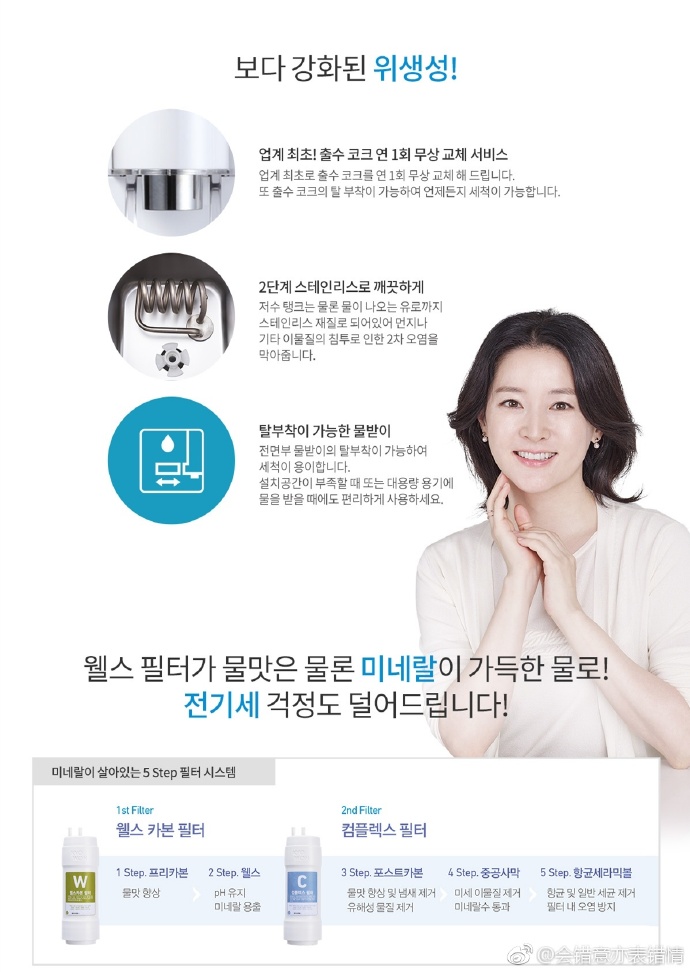 보다 강화된 위생성!
업계 최초! 출수 코크 연 1회 무상 교체 서비스
업계 최초로 출수 코크를 연 1회 무상 교체 해 드립니다.
또 출수 코크의 탈 부착이 가능하여 언제든지 세척이 가능합니다.
2단계 스테인리스로 깨끗하게
저수 탱크는 물론 물이 나오는 유로까지
스테인리스 재질로 되어있어 먼지나
기타 이물질의 침투로 인한 2차 오염을
막아줍니다.
탈부착이 가능한 물받이
전면부 물받이의 탈부착이 가능하여
세척이 용이합니다.
설치공간이 부족할 때 또는 대용량 용기에
물을 받을 때에도 편리하게 사용하세요.
웰스 필터가 물맛은 물론 미네랄이 가득한 물로!
전기세 걱정도 덜어드립니다!
미네랄이 살아있는 5 Step 필터 시스템
1st Filter
웰스 카본 필터
W
1 Step. 프리카본
물맛 향상
2 Step. 웰스
pH 유지
미네랄 용출
2nd Filter
컴플렉스 필터
C
3 Step. 포스트카본
물맛 향상 및 냄새 제거
유해성 물질 제거
4 Step. 중공사막
미세 이물질 제거
미네랄수 통과
5 Step. 항균세라믹볼
항균 및 일반 세균 제거
필터 내 오염 방지
@会错意亦表错情